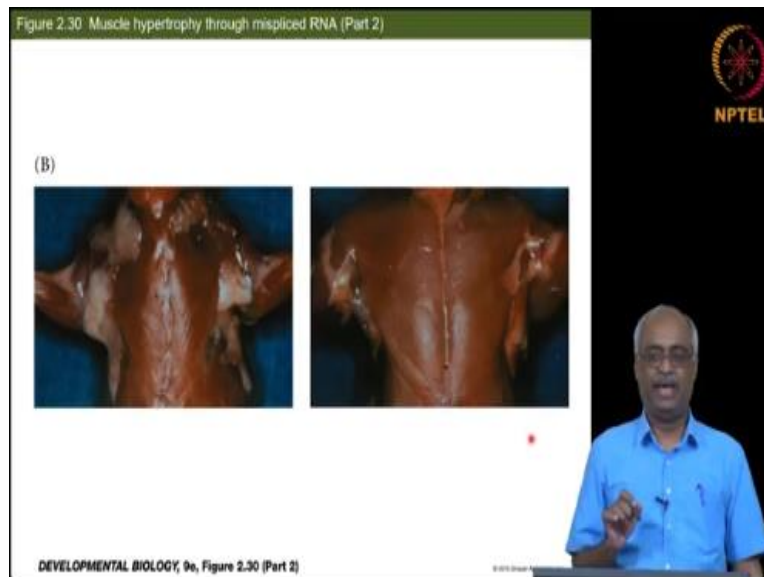 Figure 2.30 Muscle hypertrophy through mispliced RNA (Part 2)
NPTEL
(B)
DEVELOPMENTAL BIOLOGY, 9e, Figure 2.30 (Part 2)